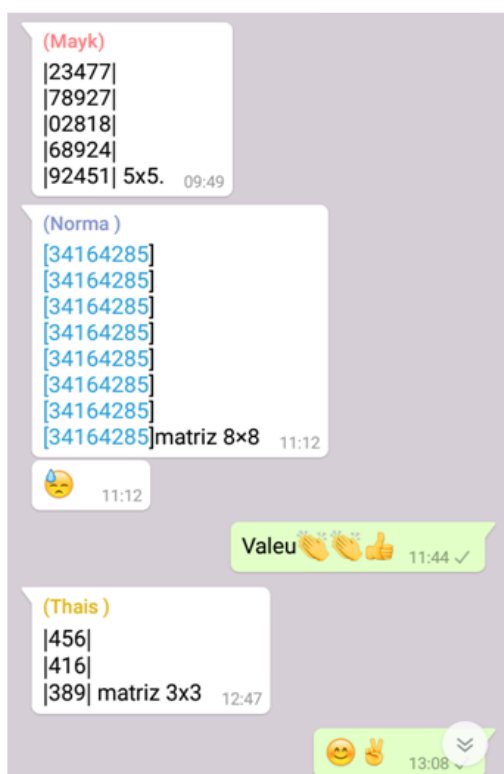 (Mayk)
|23477|
|78927|
|02818|
|68924|
|92451| 5x5. 09:49
(Norma )
[34164285]
[34164285]
[34164285]
[34164285]
[34164285]
[34164285]
[34164285]
[34164285]matriz 8×8 11:12
11:12
Valeu 11:44
(Thais )
|456|
|416|
|389| matriz 3x3 12:47
13:08